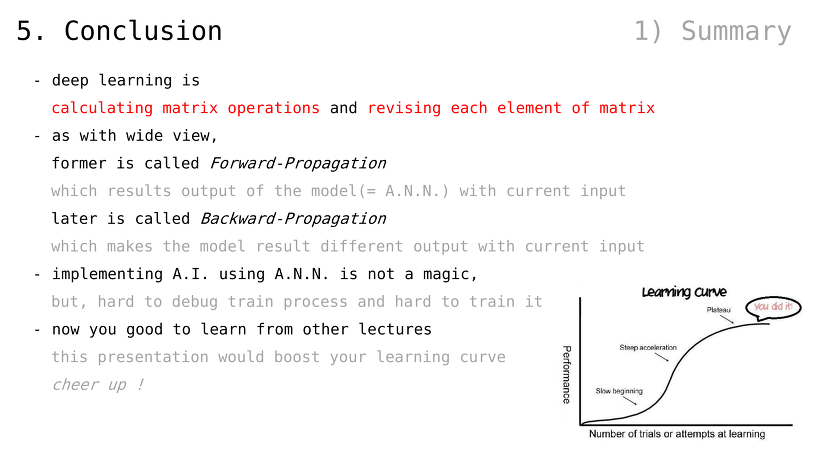 5. Conclusion
1) Summary
- deep learning is
calculating matrix operations and revising each element of matrix
- as with wide view,
former is called Forward-Propagation
which results output of the model(= A.N.N.) with current input
later is called Backward-Propagation
which makes the model result different output with current input
- implementing A.I. using A.N.N. is not a magic,
but, hard to debug train process and hard to train it
- now you good to learn from other lectures
this presentation would boost your learning curve
cheer up !
Learning curve
You did it!
Plateau
Steep acceleration
Slow beginning
Performance
Number of trials or attempts at learning